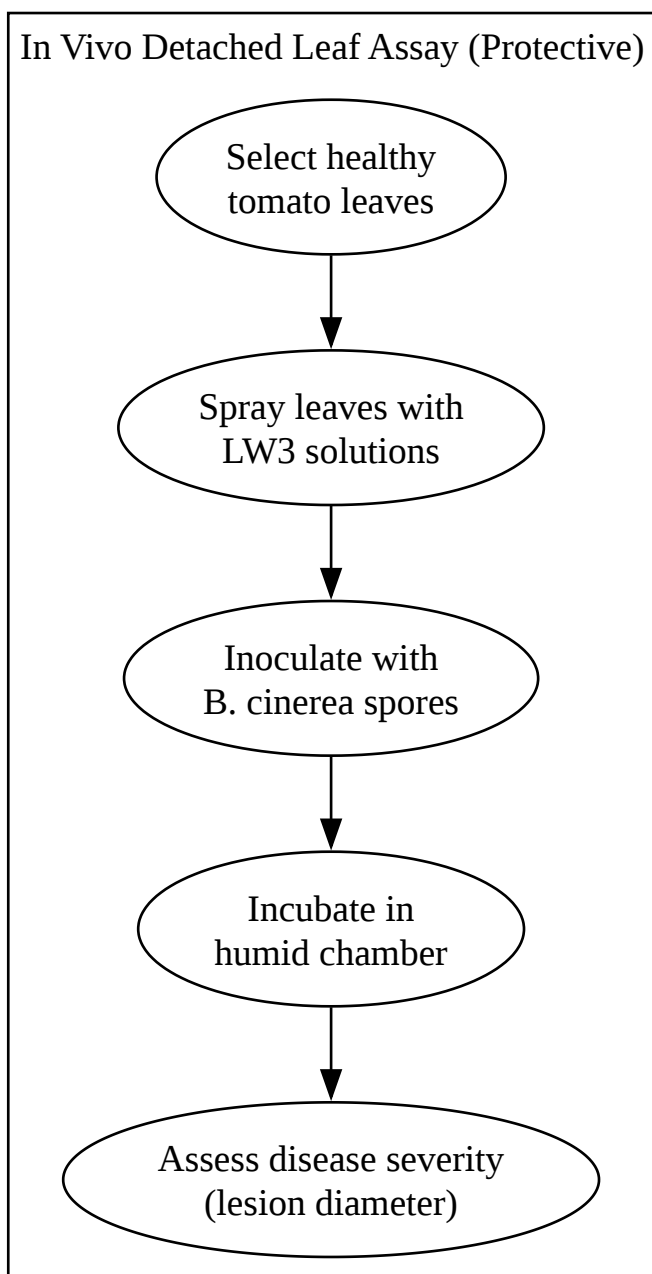 In Vivo Detached Leaf Assay (Protective)
Select healthy
tomato leaves
Spray leaves with
LW3 solutions
Inoculate with
B. cinerea spores
Incubate in
humid chamber
Assess disease severity
(lesion diameter)